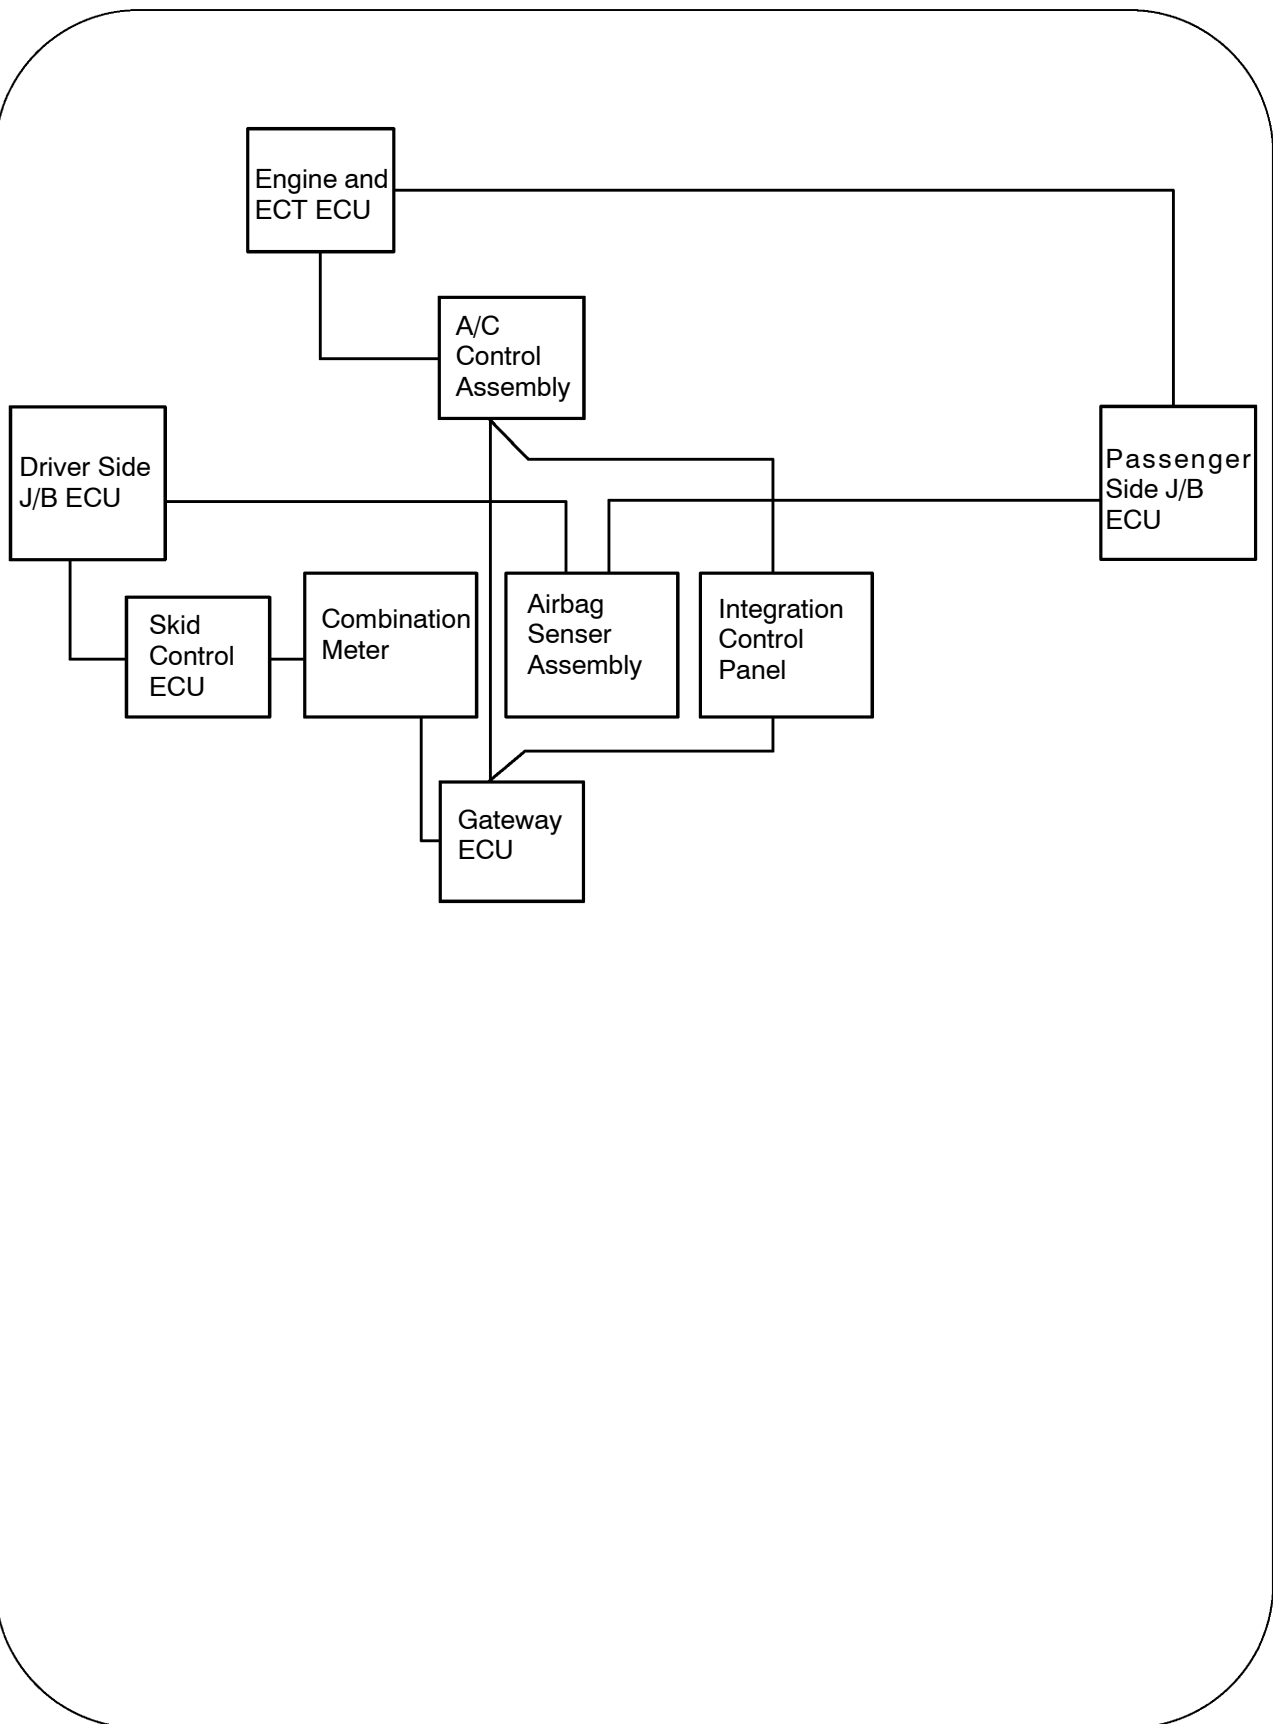 Engine and
ECT ECU
A/C
Control
Assembly
Driver Side
J/B ECU
Passenger
Side J/B
ECU
Skid
Control
ECU
Combination
Meter
Airbag
Senser
Assembly
Integration
Control
Panel
Gateway
ECU